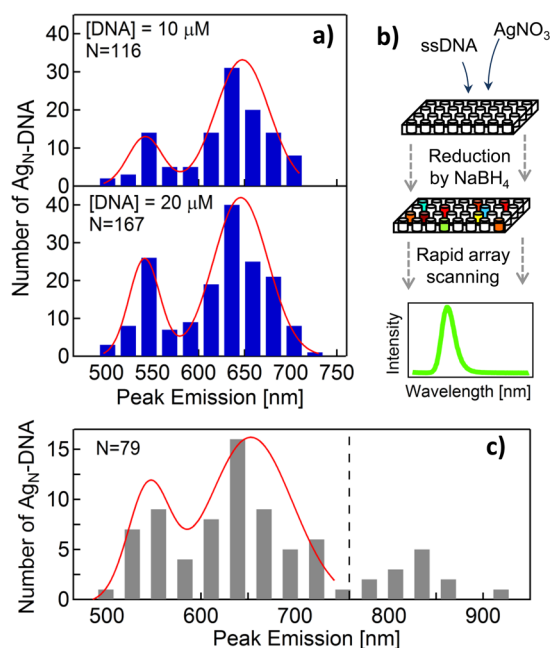 a)
[DNA] = 10 μM
N=116
40
30
20
10
0
[DNA] = 20 μM
N=167
40
30
20
10
0
Number of Ag_N-DNA
500 550 600 650 700 750
Peak Emission [nm]
b)
ssDNA
AgNO₃
Reduction
by NaBH₄
Rapid array
scanning
Intensity
Wavelength [nm]
c)
N=79
15
10
5
0
Number of Ag_N-DNA
500 600 700 800 900
Peak Emission [nm]